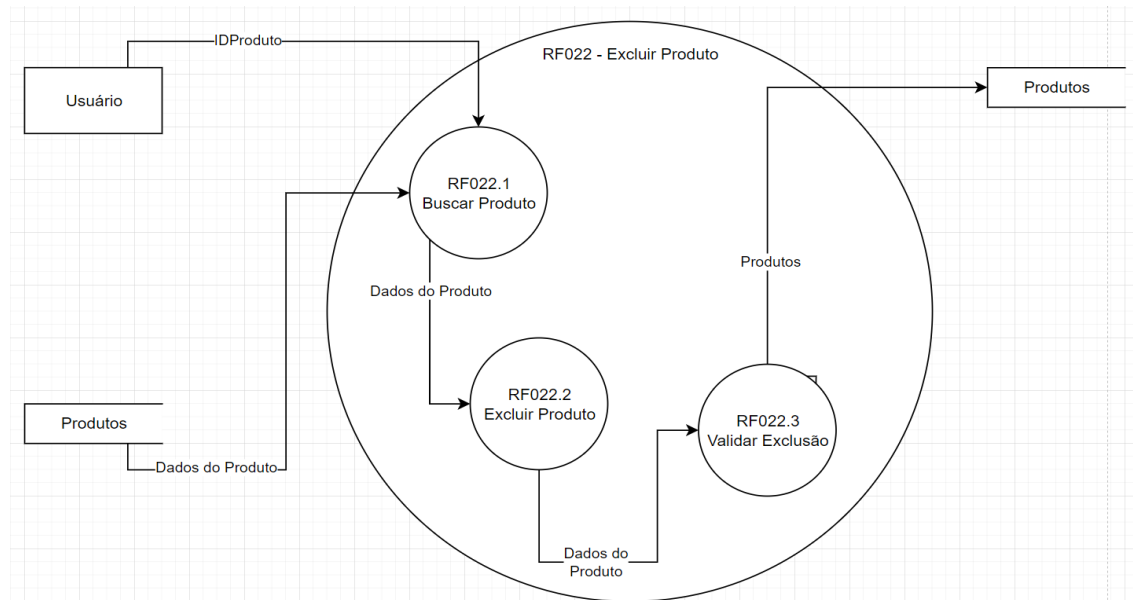 IDProduto
RF022 - Excluir Produto
Usuário
Produtos
RF022.1
Buscar Produto
Produtos
Dados do Produto
RF022.2
Excluir Produto
Produtos
RF022.3
Validar Exclusão
Dados do Produto
Dados do
Produto